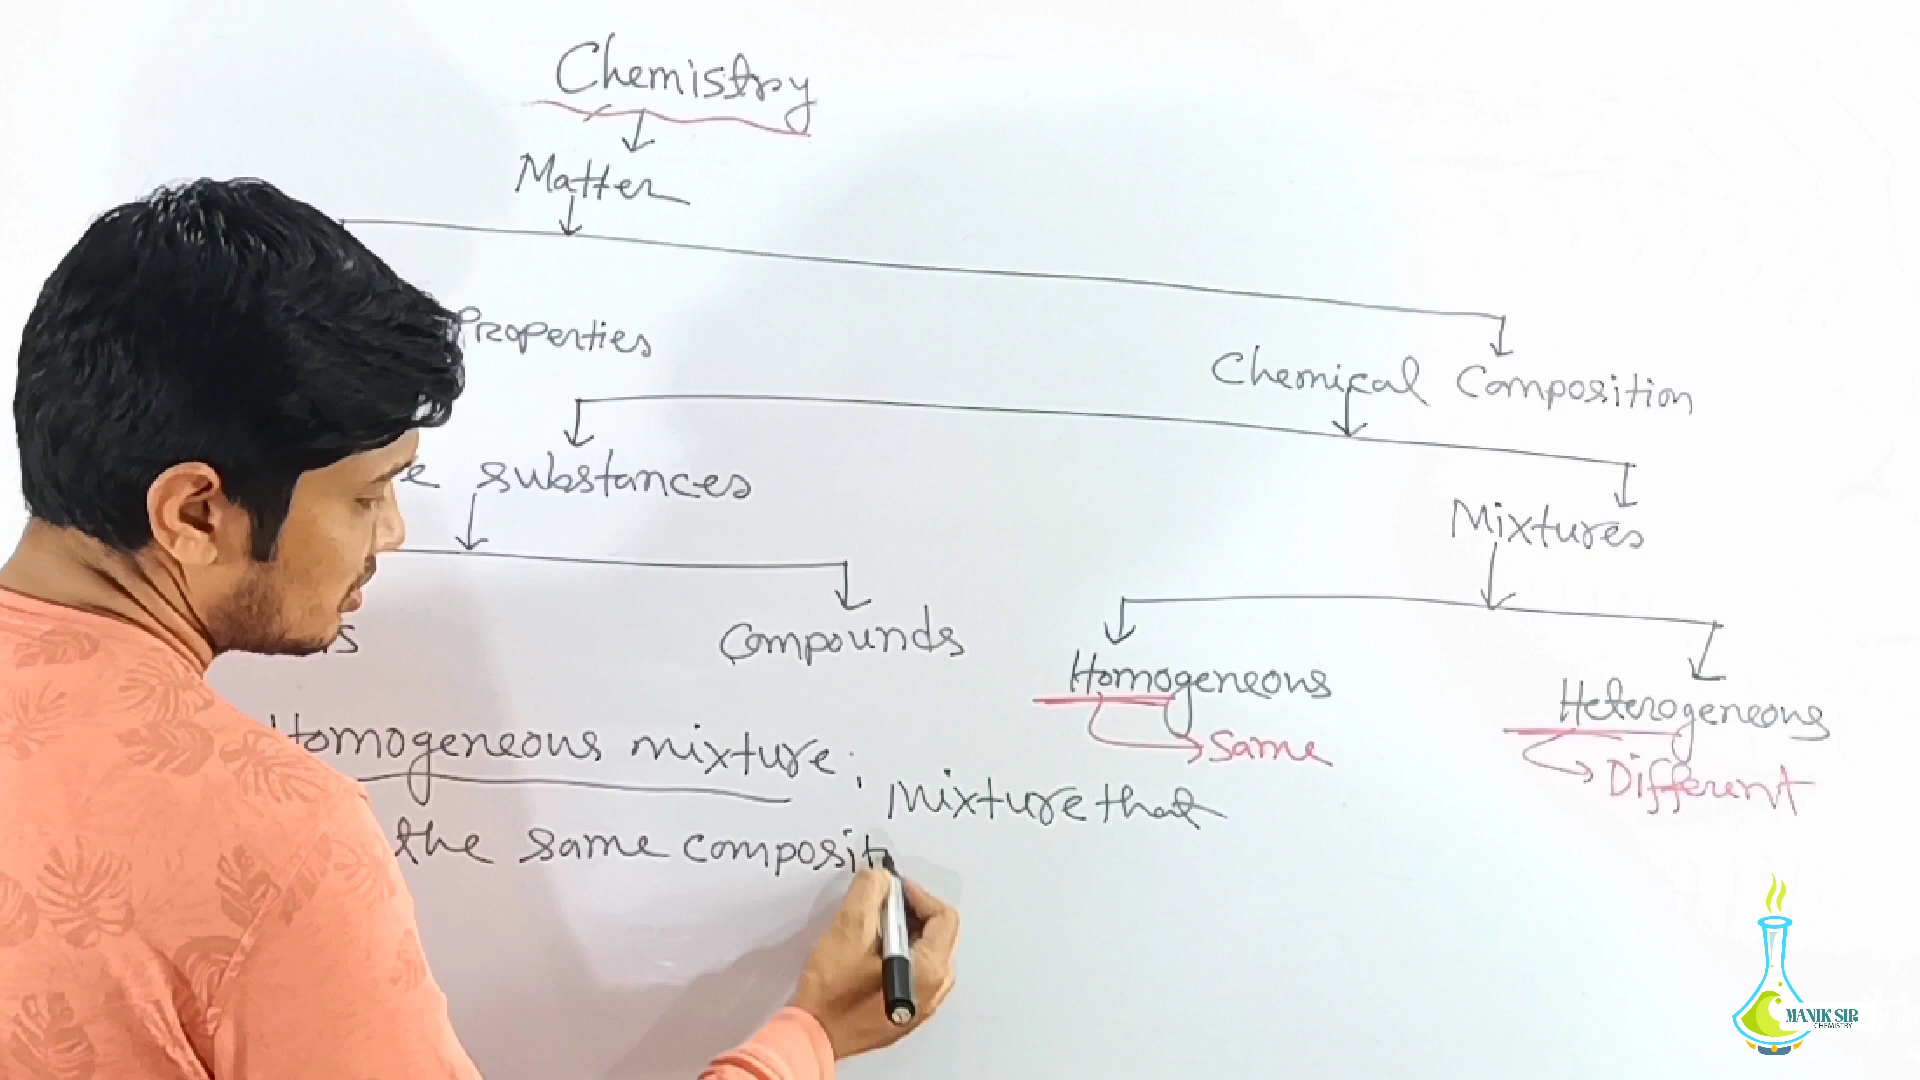 Chemistry
Matter
Properties
Chemical Composition
substances
Mixtures
Compounds
Homogeneous
Heterogeneous
Same
Different
Homogeneous mixture :
Mixture that
the same composit
MANIK SIR
CHEMISTRY